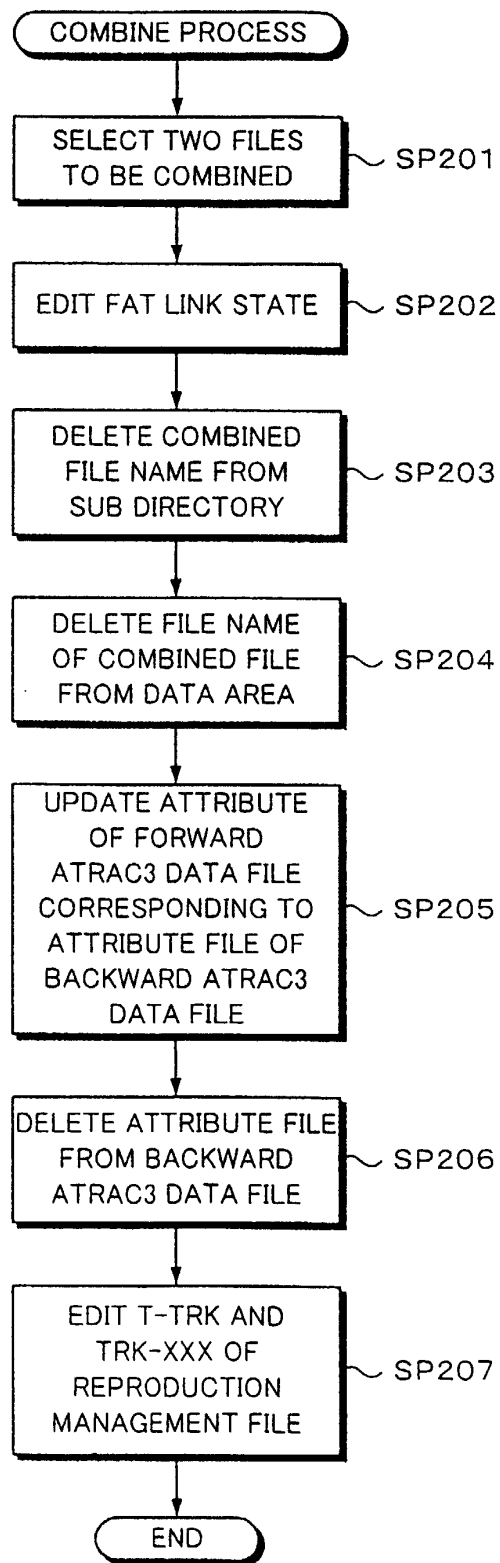 COMBINE PROCESS
SELECT TWO FILES
TO BE COMBINED
SP201
EDIT FAT LINK STATE
SP202
DELETE COMBINED
FILE NAME FROM
SUB DIRECTORY
SP203
DELETE FILE NAME
OF COMBINED FILE
FROM DATA AREA
SP204
UPDATE ATTRIBUTE
OF FORWARD
ATRAC3 DATA FILE
CORRESPONDING TO
ATTRIBUTE FILE OF
BACKWARD ATRAC3
DATA FILE
SP205
DELETE ATTRIBUTE FILE
FROM BACKWARD
ATRAC3 DATA FILE
SP206
EDIT T-TRK AND
TRK-XXX OF
REPRODUCTION
MANAGEMENT FILE
SP207
END